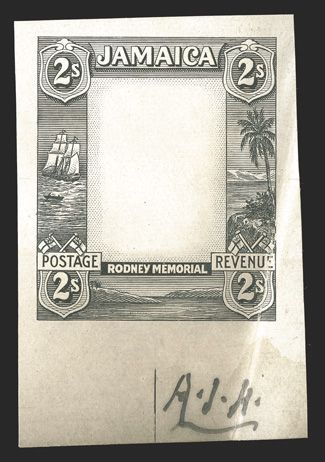 2s JAMAICA 2s
POSTAGE RODNEY MEMORIAL REVENUE
2s 2s
A.J.H.